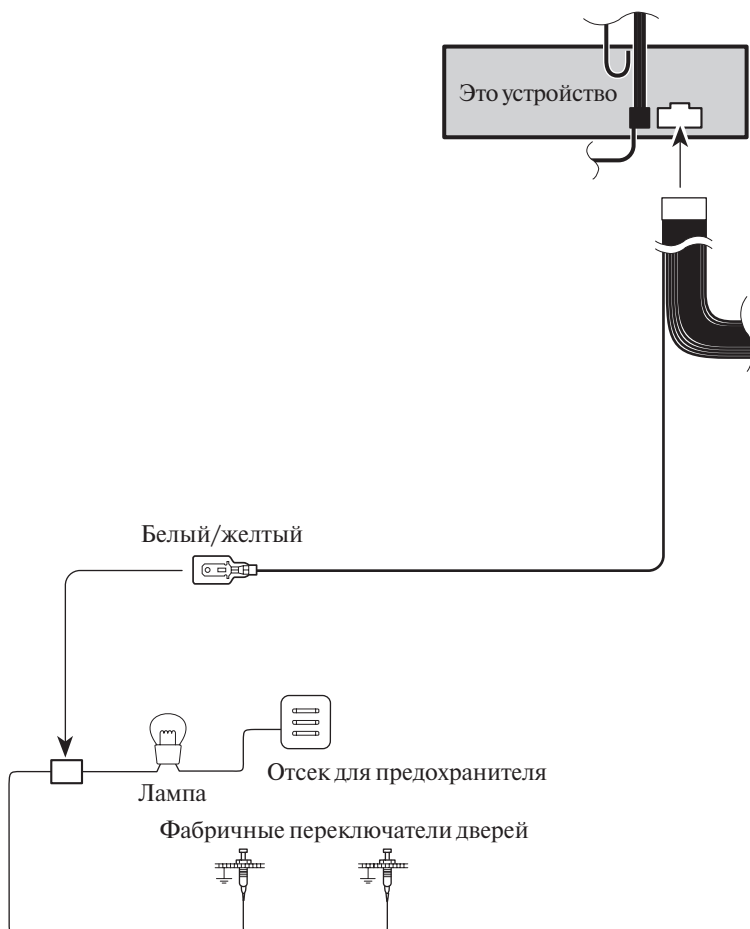 Это устройство
Белый/желтый
Отсек для предохранителя
Лампа
Фабричные переключатели дверей